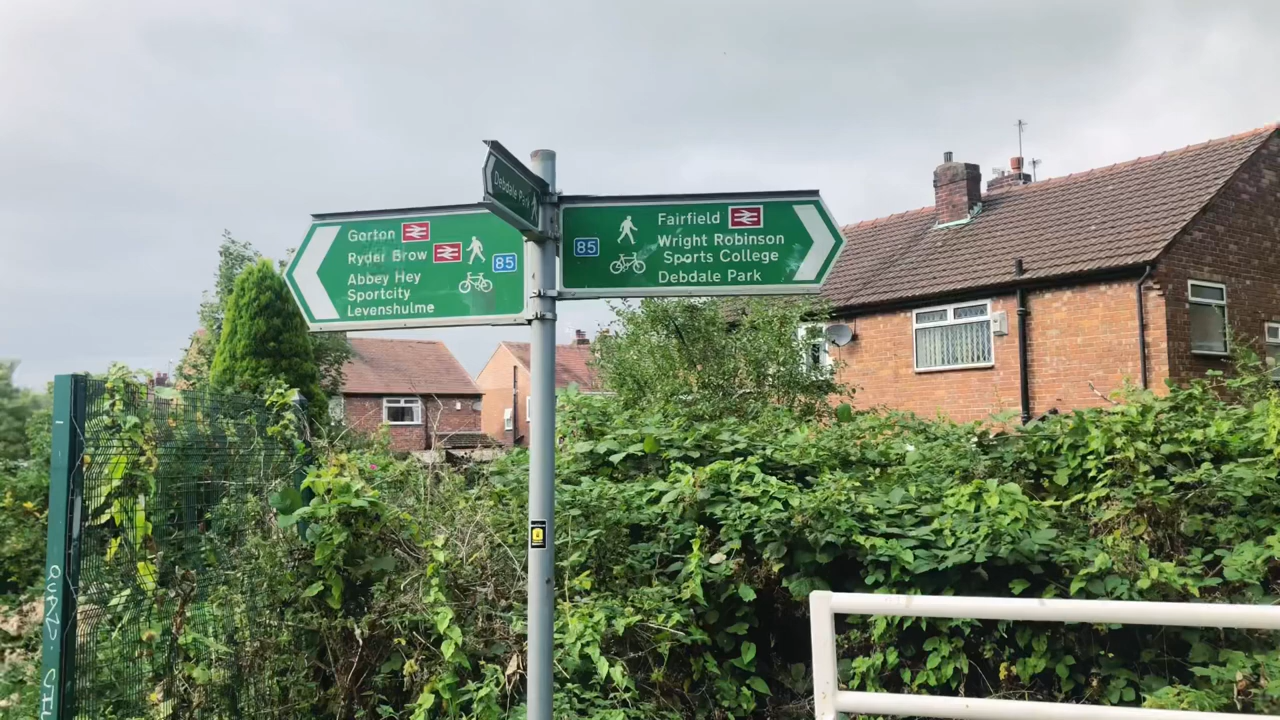 Gorton
Ryder Brow
Abbey Hey
Sportcity
Levenshulme
85
Debdale Park
85
Fairfield
Wright Robinson
Sports College
Debdale Park